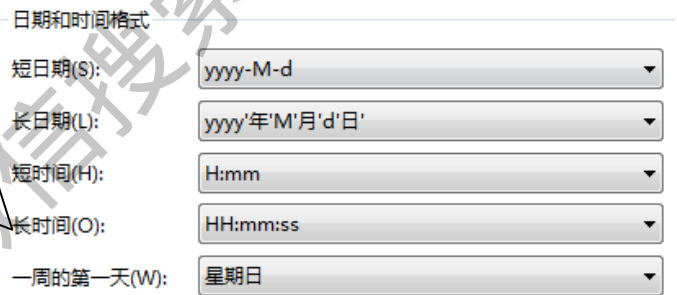 日期和时间格式
短日期(S): yyyy-M-d
长日期(L): yyyy'年'M'月'd'日'
短时间(H): H:mm
长时间(O): HH:mm:ss
一周的第一天(W): 星期日